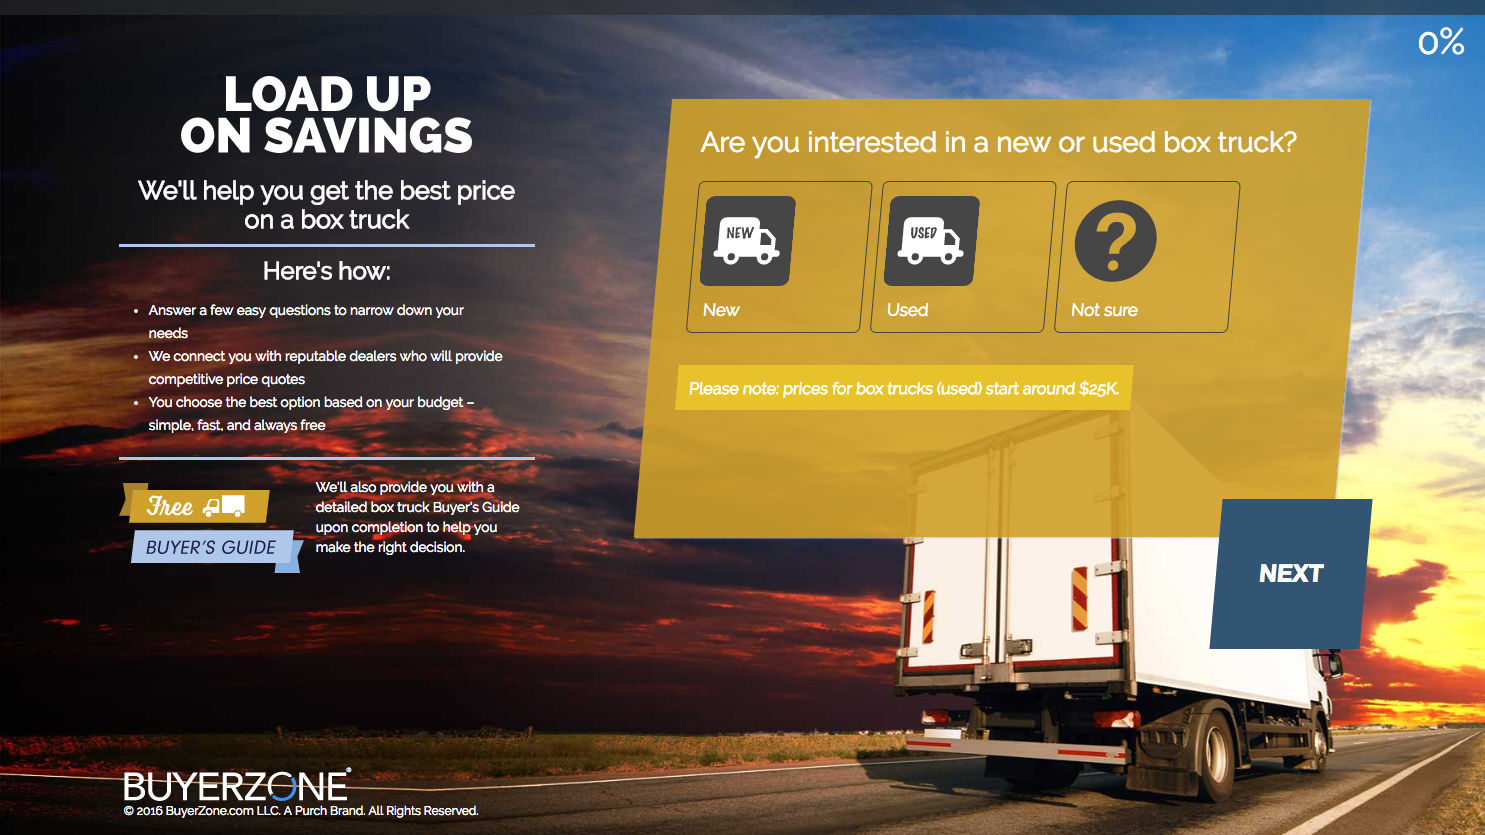 0%
LOAD UP
ON SAVINGS
We'll help you get the best price
on a box truck
Here's how:
• Answer a few easy questions to narrow down your
needs
• We connect you with reputable dealers who will provide
competitive price quotes
• You choose the best option based on your budget –
simple, fast, and always free
Free
BUYER'S GUIDE
We'll also provide you with a
detailed box truck Buyer's Guide
upon completion to help you
make the right decision.
Are you interested in a new or used box truck?
NEW
USED
?
New
Used
Not sure
Please note: prices for box trucks (used) start around $25K.
NEXT
BUYERZONE®
© 2016 BuyerZone.com LLC. A Purch Brand. All Rights Reserved.